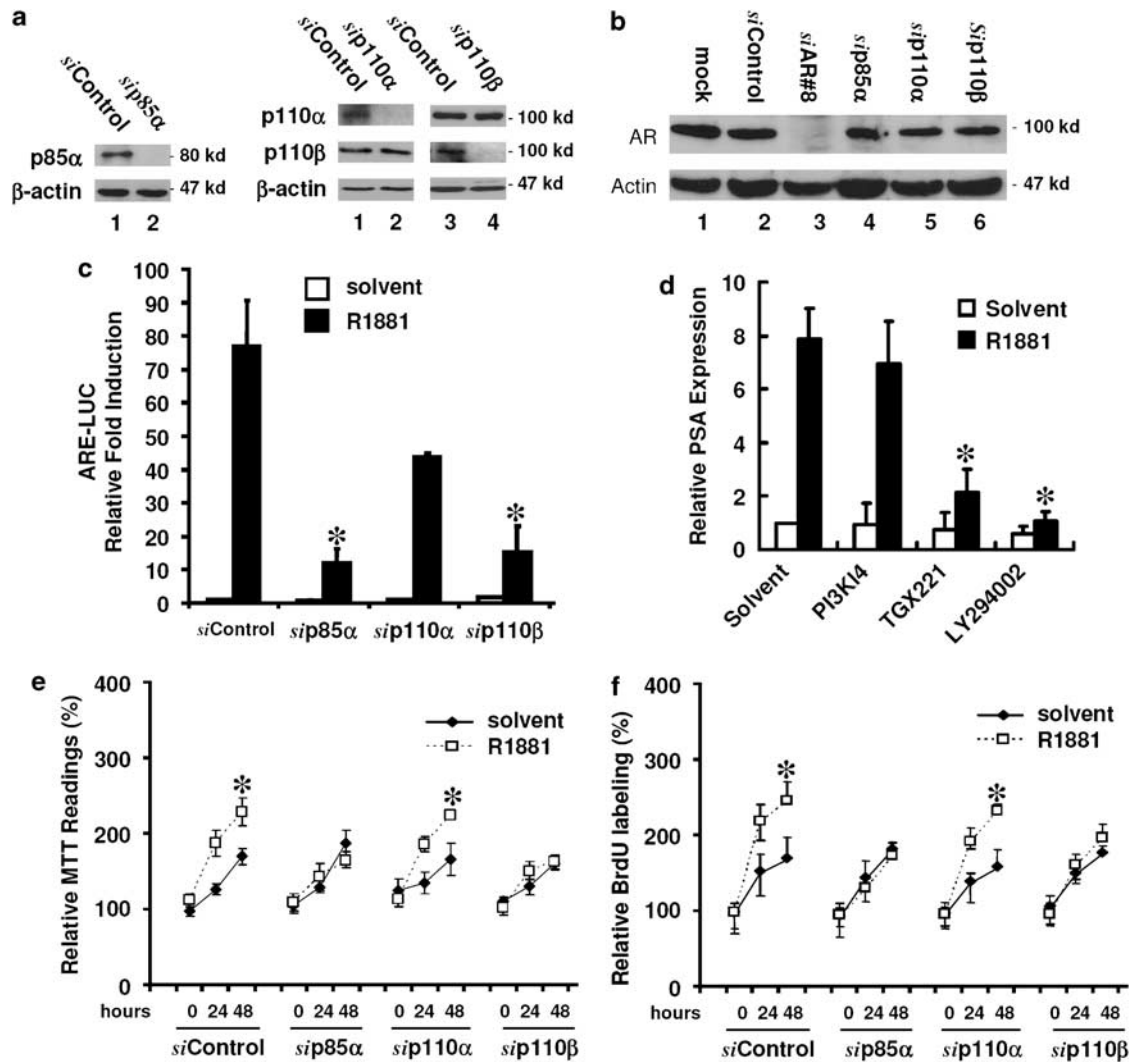 a
siControl
sip85α
p85α
- 80 kd
β-actin
- 47 kd
1 2
siControl
sip110α
siControl
sip110β
p110α
- 100 kd
p110β
- 100 kd
β-actin
- 47 kd
1 2 3 4
b
mock
siControl
siAR#8
sip85α
sip110α
Sip110β
AR
- 100 kd
Actin
- 47 kd
1 2 3 4 5 6
c
ARE-LUC
Relative Fold Induction
100
90
80
70
60
50
40
30
20
10
0
solvent
R1881
*
*
siControl sip85α sip110α sip110β
d
Relative PSA Expression
10
8
6
4
2
0
Solvent
R1881
*
*
Solvent
PI3KI4
TGX221
LY294002
e
Relative MTT Readings (%)
400
300
200
100
0
solvent
R1881
*
*
hours 0 24 48 0 24 48 0 24 48 0 24 48
siControl sip85α sip110α sip110β
f
Relative BrdU labeling (%)
400
300
200
100
0
solvent
R1881
*
*
hours 0 24 48 0 24 48 0 24 48 0 24 48
siControl sip85α sip110α sip110β